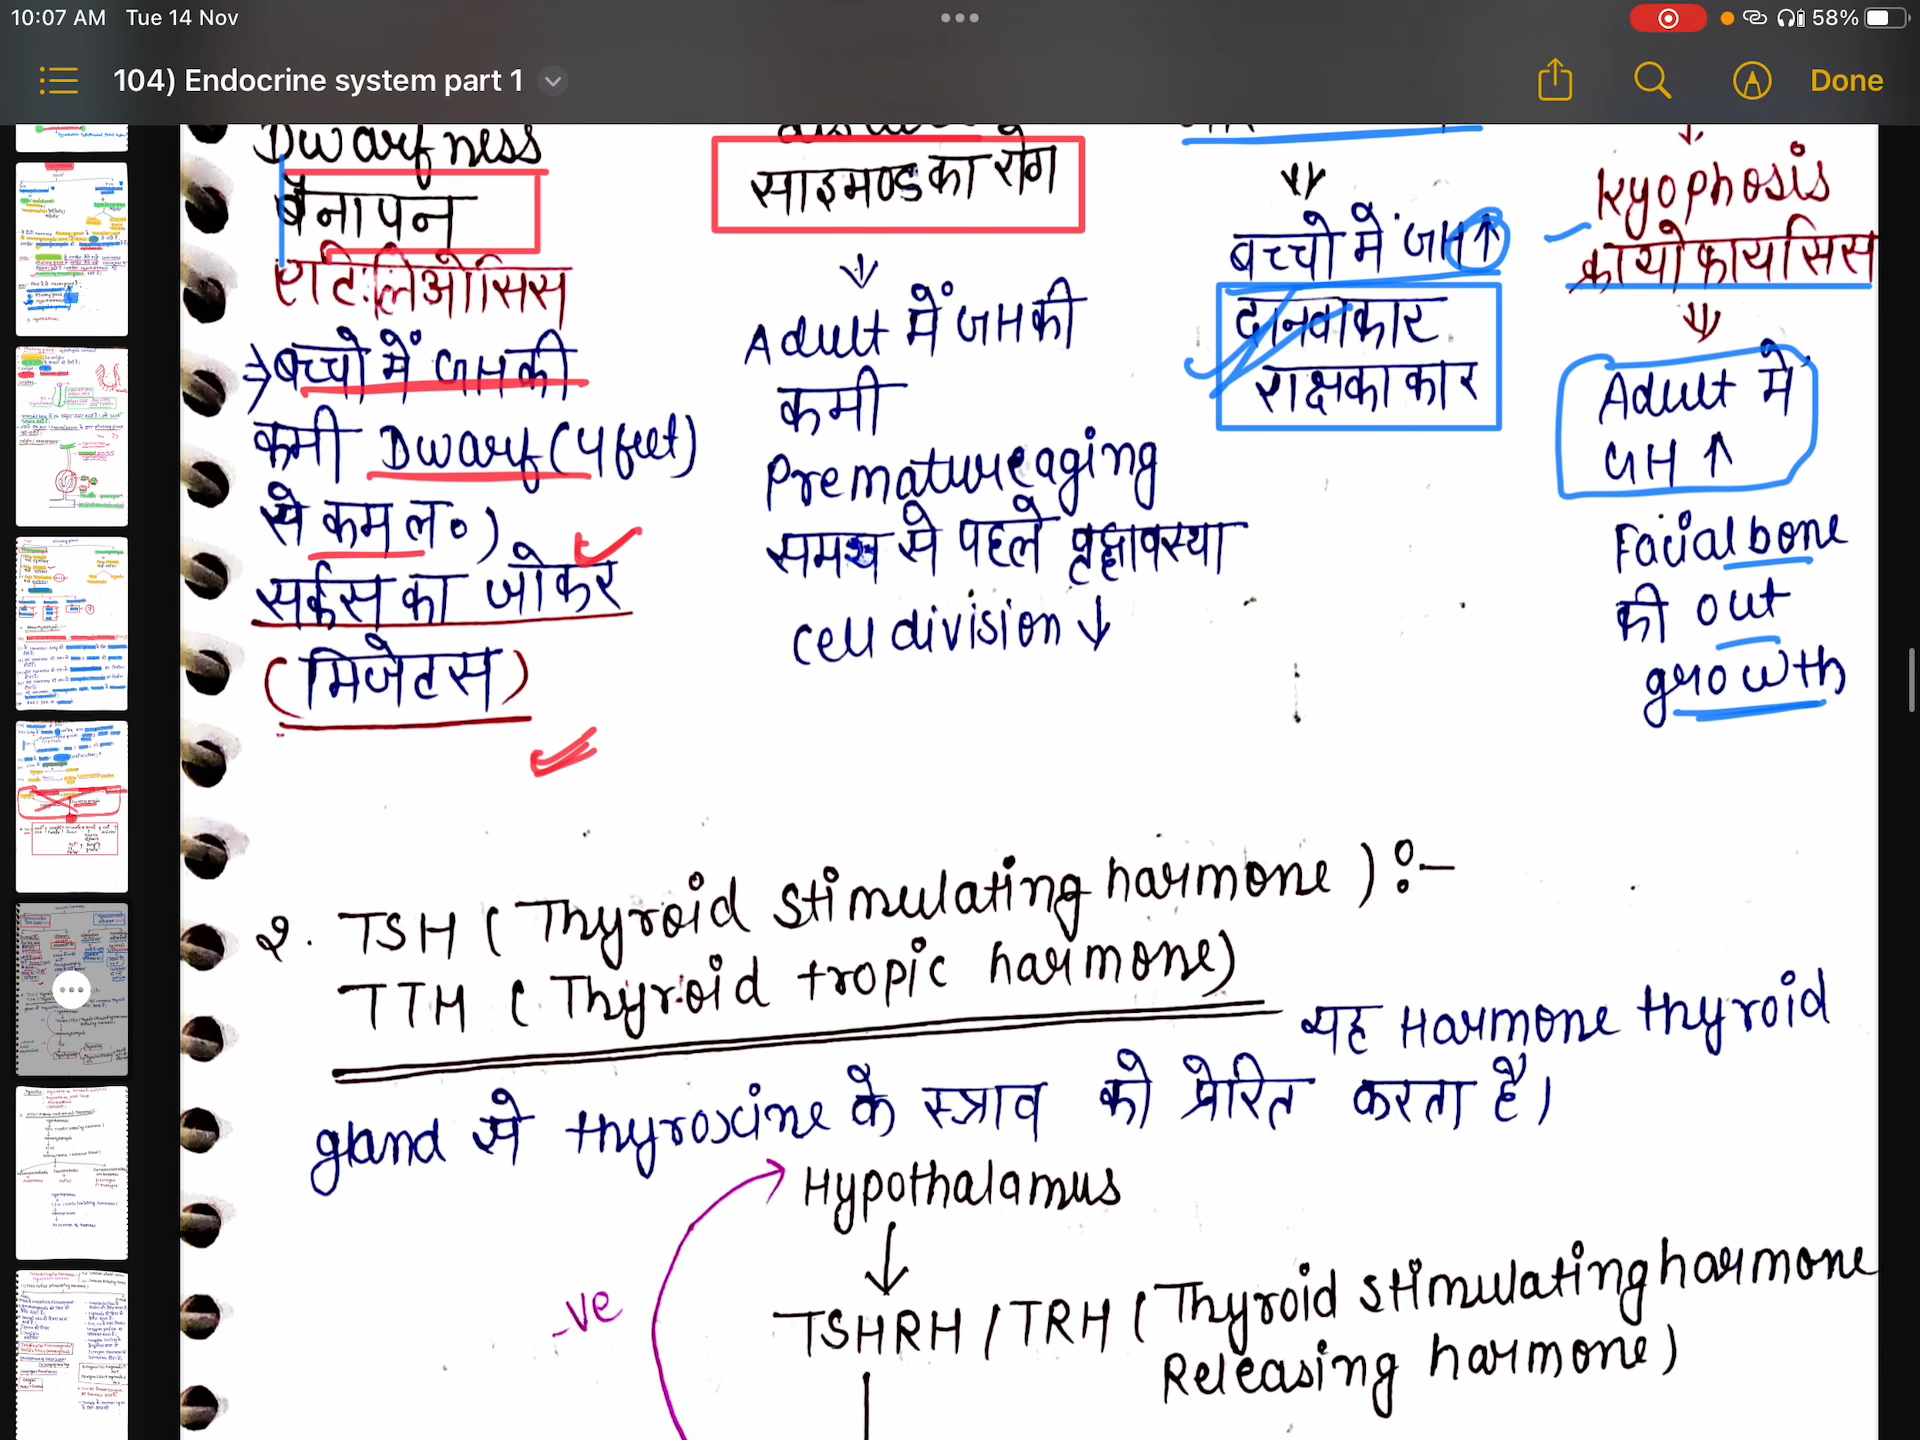 10:07 AM Tue 14 Nov
58%
104) Endocrine system part 1
Done
Dwarfness
बौनापन
एटिलिओसिस
→ बच्चो में GH की
कमी Dwarf (4 feet)
से कम ल०)
सर्कस का जोकर
(मिजेटस)
साइमण्ड का रोग
Adult में GH की
कमी
Premature aging
समय से पहले वृद्धावस्था
cell division ↓
बच्चो में GH ↑
दानवाकार
राक्षकाकार
Kyophosis
कायोफायसिस
Adult में
GH ↑
Facial bone
की out
growth
२. TSH ( Thyroid stimulating harmone ) :-
TTH ( Thyroid tropic harmone)
यह Harmone thyroid
gland से thyroxine के स्त्राव को प्रेरित करता है।
Hypothalamus
-ve
TSHRH / TRH ( Thyroid stimulating harmone
Releasing harmone)